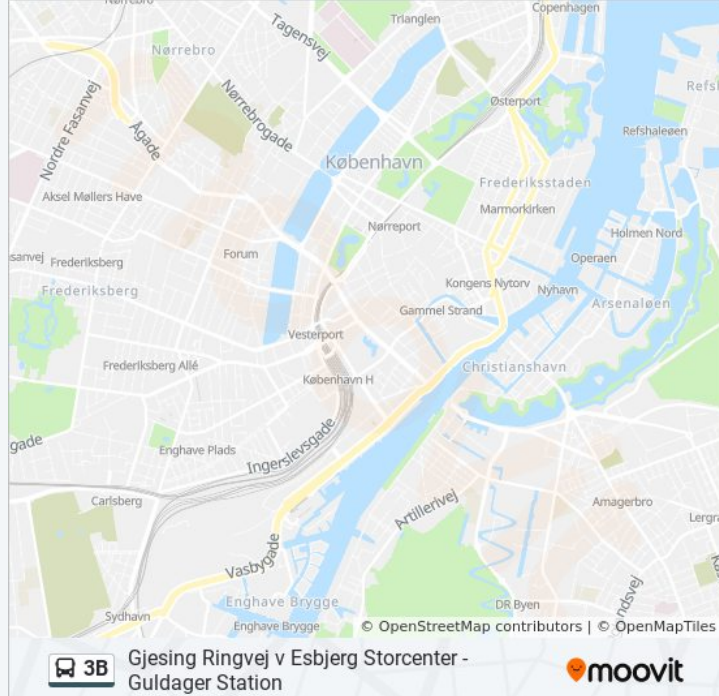 Nørrebro
Copenhagen
Trianglen
Tagensvej
Nørrebro
Nordre Fasanvej
Nørrebrogade
Østerport
Ågade
Refshaleøen
København
Frederiksstaden
Aksel Møllers Have
Marmorkirken
Nørreport
Holmen Nord
Forum
Operaen
Frederiksberg
Kongens Nytorv
Nyhavn
Frederiksberg
Arsenaløen
Gammel Strand
Vesterport
Frederiksberg Allé
Christianshavn
København H
Ingerslevsgade
Enghave Plads
Carlsberg
Amagerbro
Artillerivej
Vasbygade
Enghave Brygge
DR Byen
Sydhavn
Enghave Brygge
© OpenStreetMap contributors | © OpenMapTiles
3B
Gjesing Ringvej v Esbjerg Storcenter -
Guldager Station
moovit